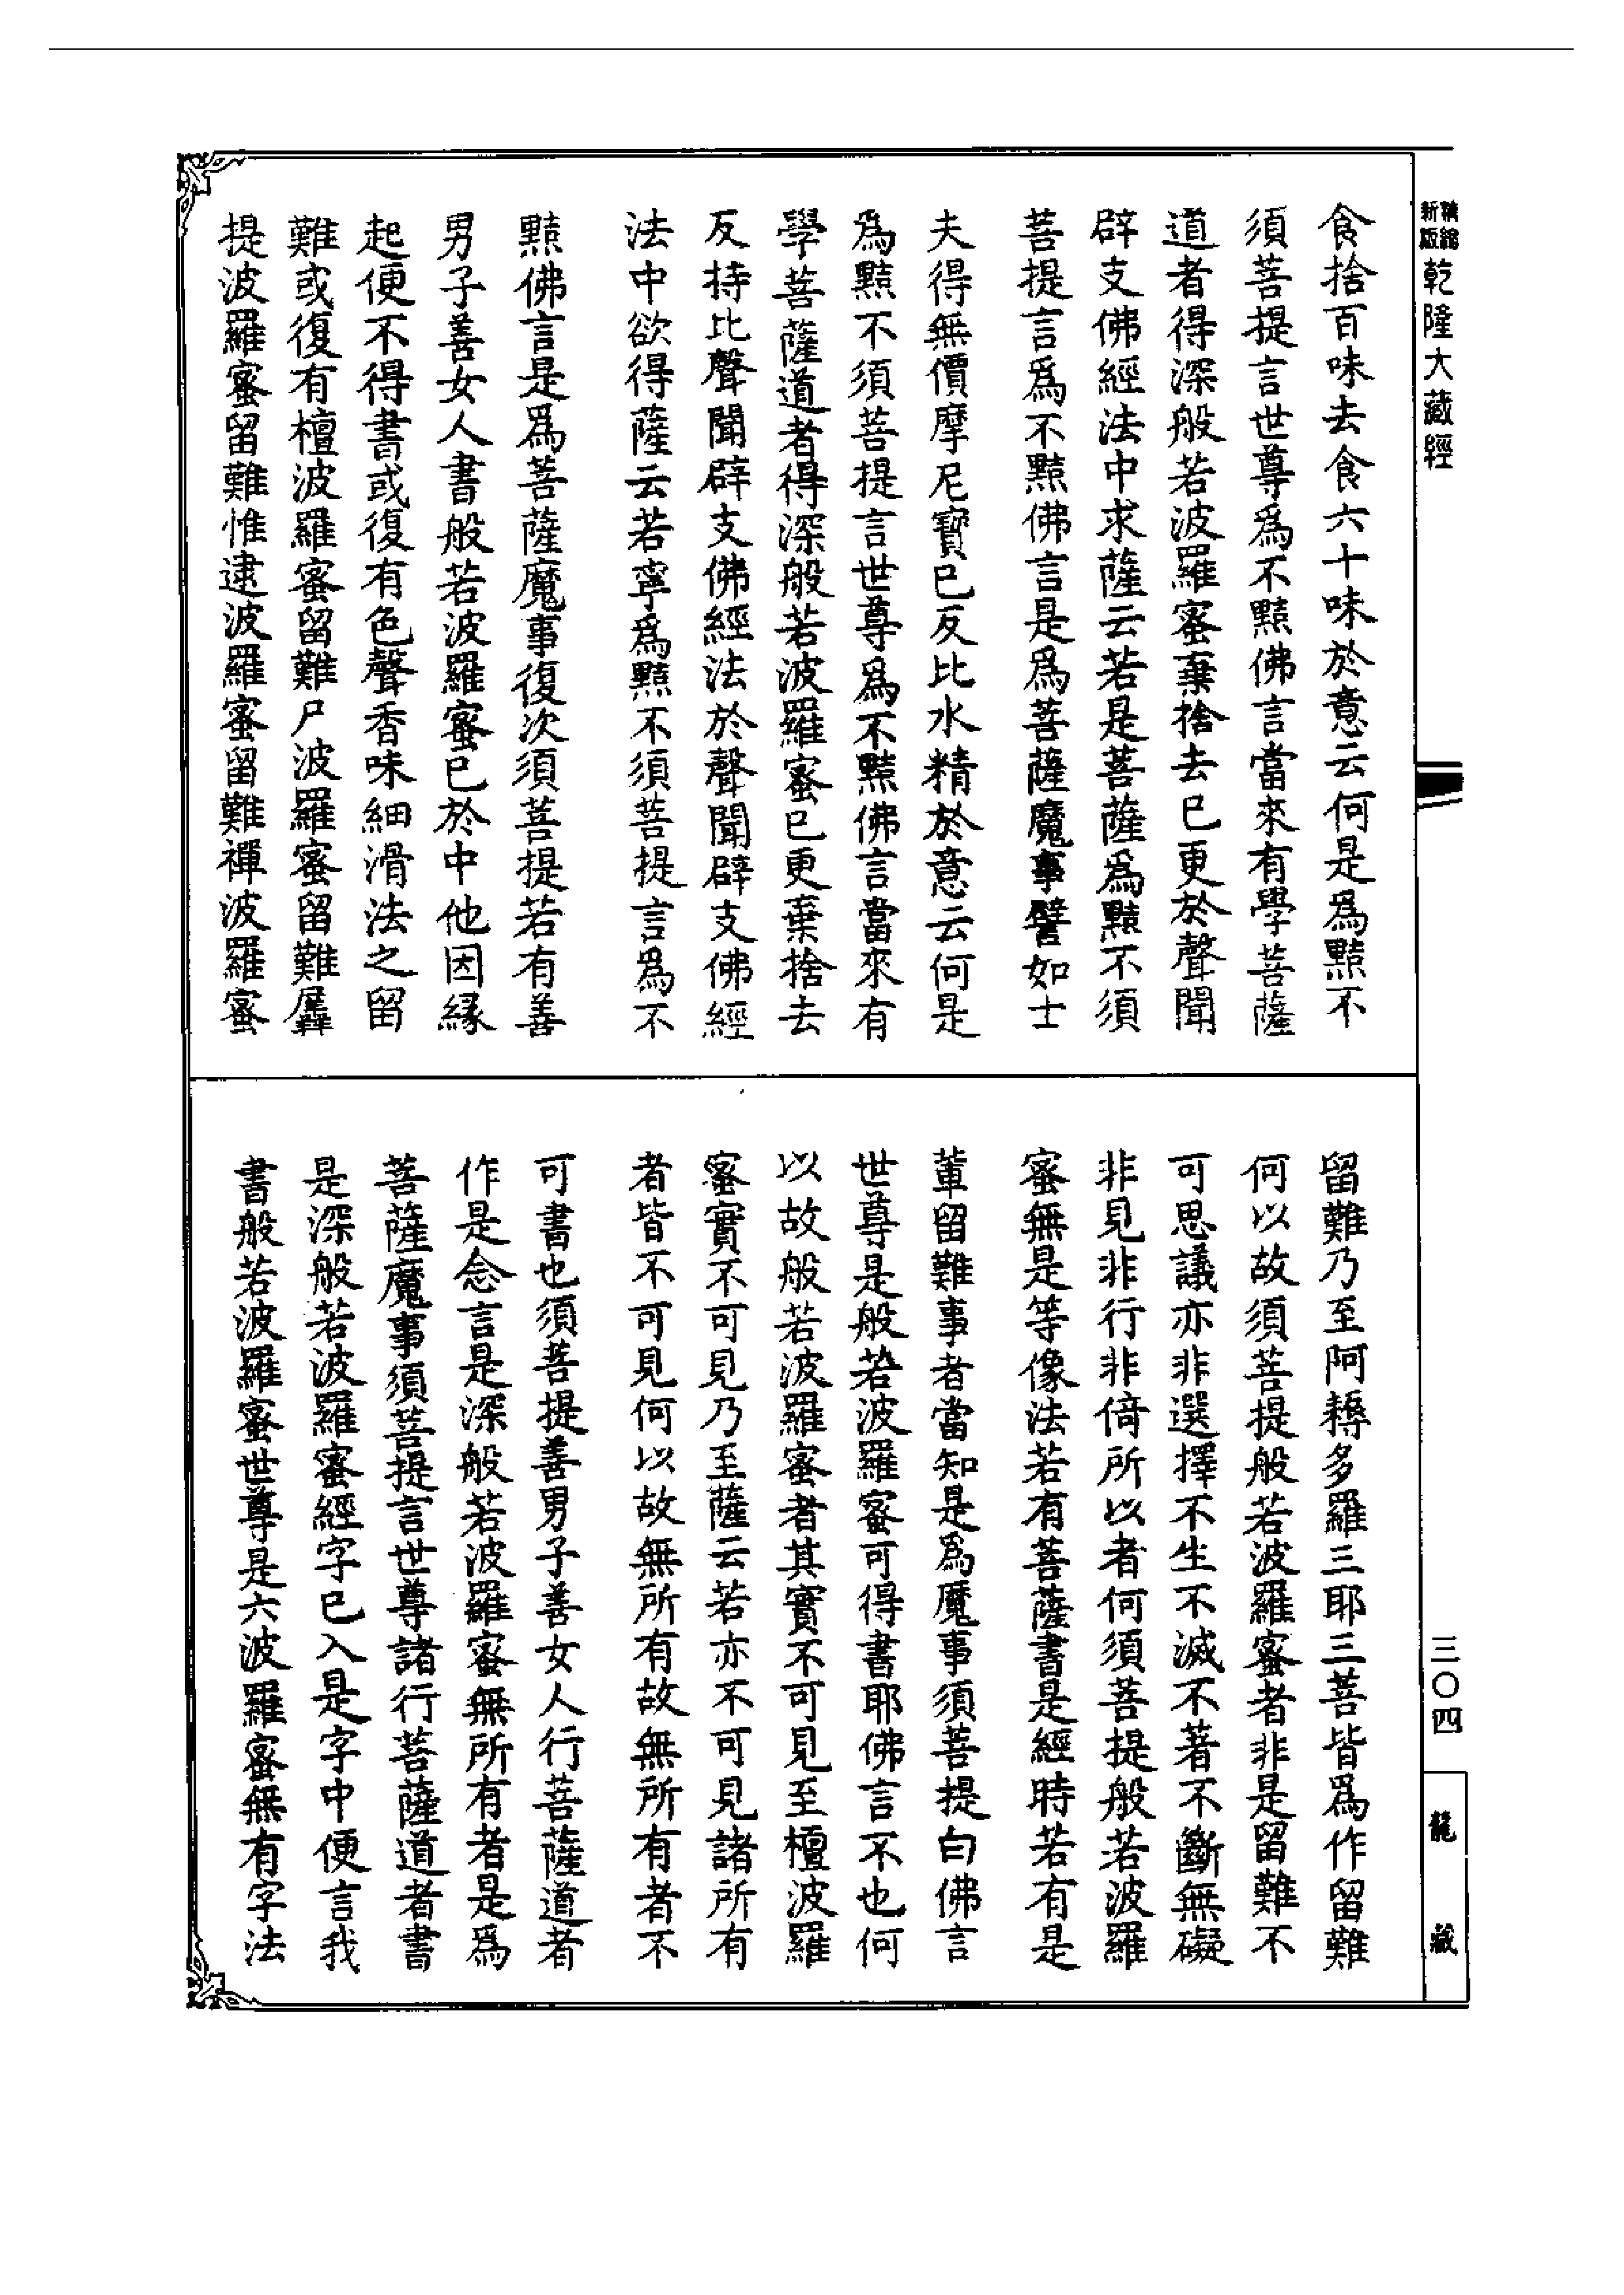 精縮新版乾隆大藏經
食捨百味去食六十味於意云何是為黠不
須菩提言世尊為不黠佛言當來有學菩薩
道者得深般若波羅蜜棄捨去已更於聲聞
辟支佛經法中求薩云若是菩薩為黠不須
菩提言爲不黠佛言是爲菩薩魔事譬如士
夫得無價摩尼寶已反比水精於意云何是
為黠不須菩提言世尊為不黠佛言當來有
學菩薩道者得深般若波羅蜜已更棄捨去
反持比聲聞辟支佛經法於聲聞辟支佛經
法中欲得薩云若寧爲黠不須菩提言為不
黠佛言是爲菩薩魔事復次須菩提若有善
男子善女人書般若波羅蜜已於中他因緣
起便不得書或復有色聲香味細滑法之留
難或復有檀波羅蜜留難尸波羅蜜留難羼
提波羅蜜留難惟逮波羅蜜留難禪波羅蜜
留難乃至阿耨多羅三耶三菩皆爲作留難
何以故須菩提般若波羅蜜者非是留難不
可思議亦非選擇不生不滅不著不斷無礙
非見非行非倚所以者何須菩提般若波羅
蜜無是等像法若有菩薩書是經時若有是
輩留難事者當知是爲魔事須菩提白佛言
世尊是般若波羅蜜可得書耶佛言不也何
以故般若波羅蜜者其實不可見至檀波羅
蜜實不可見乃至薩云若亦不可見諸所有
者皆不可見何以故無所有故無所有者不
可書也須菩提善男子善女人行菩薩道者
作是念言是深般若波羅蜜無所有者是爲
菩薩魔事須菩提言世尊諸行菩薩道者書
是深般若波羅蜜經字已入是字中便言我
書般若波羅蜜世尊是六波羅蜜無有字法
三〇四
龍藏